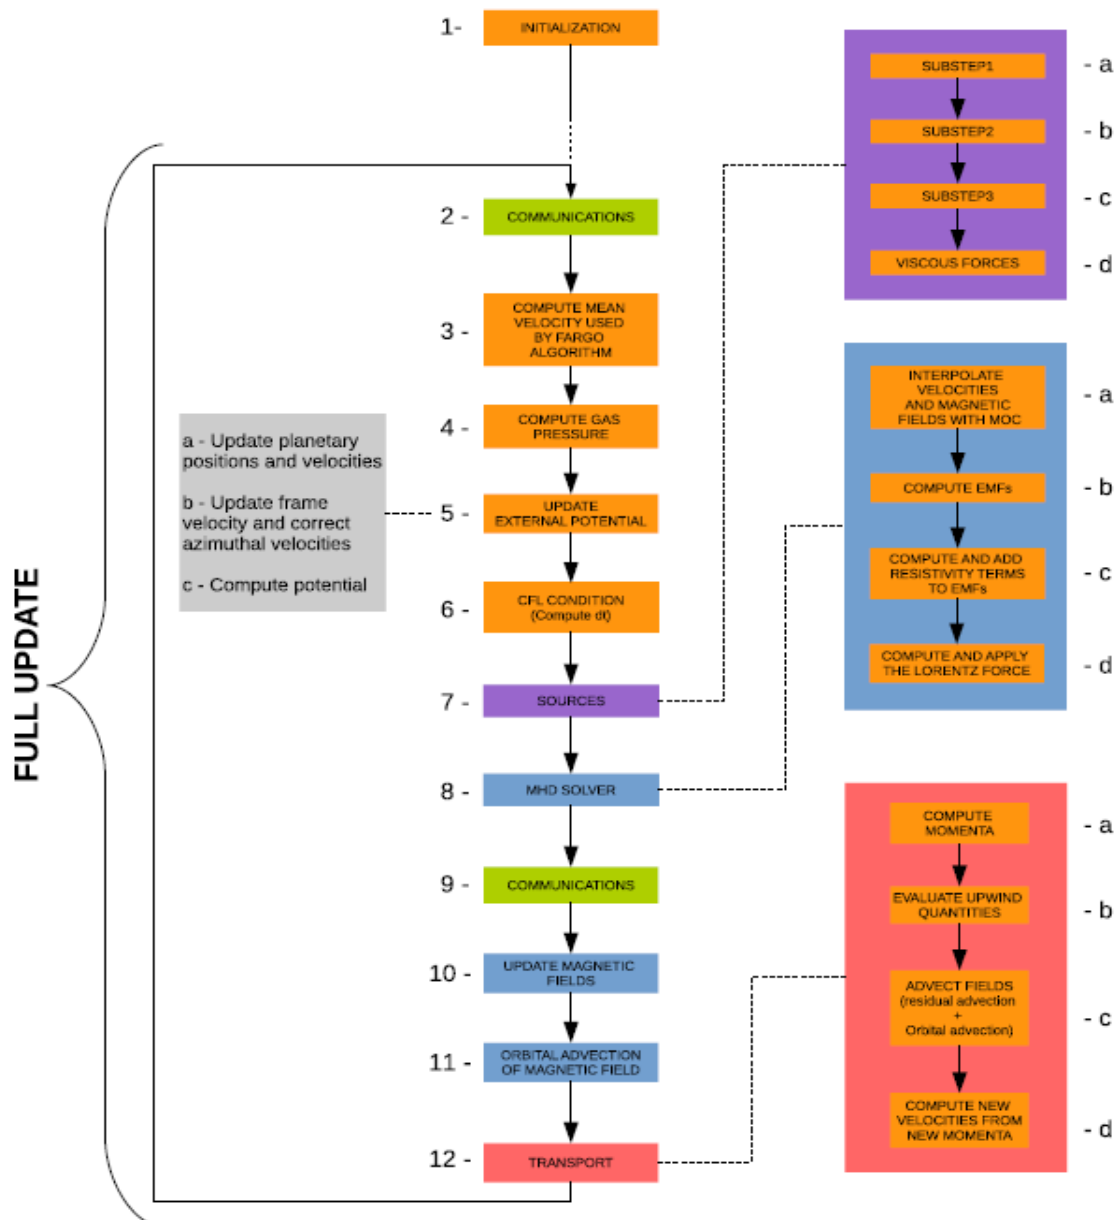 1-
INITIALIZATION
FULL UPDATE
2 -
COMMUNICATIONS
3 -
COMPUTE MEAN
VELOCITY USED
BY FARGO
ALGORITHM
4 -
COMPUTE GAS
PRESSURE
a - Update planetary
positions and velocities
b - Update frame
velocity and correct
azimuthal velocities
c - Compute potential
5 -
UPDATE
EXTERNAL POTENTIAL
6 -
CFL CONDITION
(Compute dt)
7 -
SOURCES
8 -
MHD SOLVER
9 -
COMMUNICATIONS
10 -
UPDATE MAGNETIC
FIELDS
11 -
ORBITAL ADVECTION
OF MAGNETIC FIELD
12 -
TRANSPORT
SUBSTEP1
- a
SUBSTEP2
- b
SUBSTEP3
- c
VISCOUS FORCES
- d
INTERPOLATE
VELOCITIES
AND MAGNETIC
FIELDS WITH MOC
- a
COMPUTE EMFs
- b
COMPUTE AND ADD
RESISTIVITY TERMS
TO EMFs
- c
COMPUTE AND APPLY
THE LORENTZ FORCE
- d
COMPUTE
MOMENTA
- a
EVALUATE UPWIND
QUANTITIES
- b
ADVECT FIELDS
(residual advection
+
Orbital advection)
- c
COMPUTE NEW
VELOCITIES FROM
NEW MOMENTA
- d